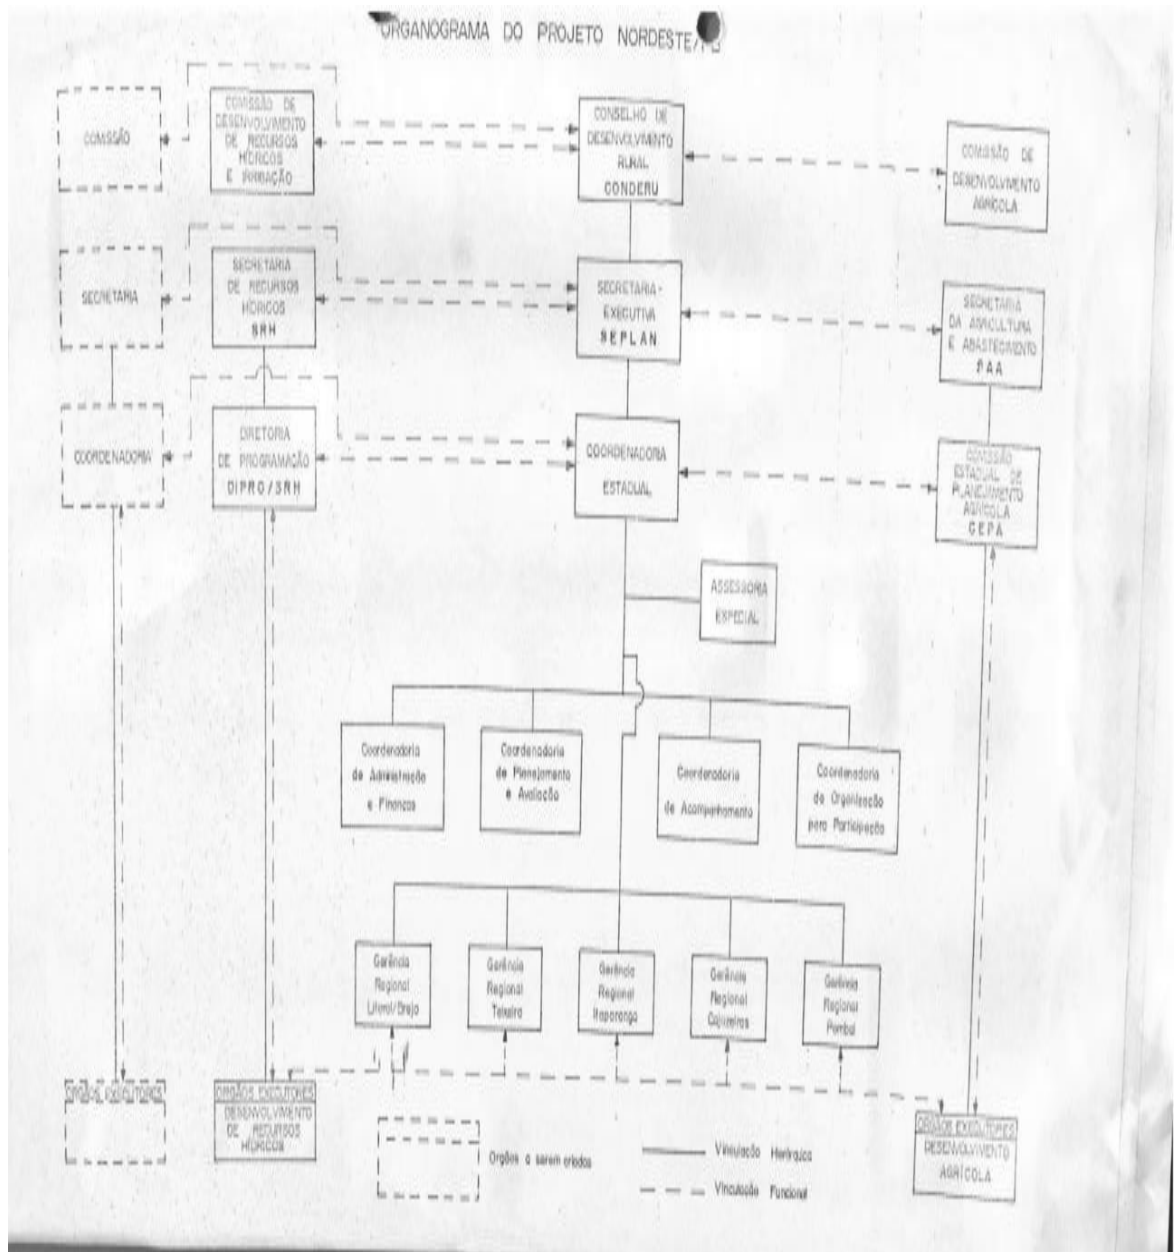 ORGANOGRAMA DO PROJETO NORDESTE/PB
COMISSÃO
COMISSÃO DE
DESENVOLVIMENTO
DE RECURSOS
HÍDRICOS
E IRRIGAÇÃO
CONSELHO DE
DESENVOLVIMENTO
RURAL
CONDERU
COMISSÃO DE
DESENVOLVIMENTO
AGRÍCOLA
SECRETARIA
SECRETARIA
DE RECURSOS
HÍDRICOS
SRH
SECRETARIA-
EXECUTIVA
SEPLAN
SECRETARIA
DA AGRICULTURA
E ABASTECIMENTO
SAA
COORDENADORIA
DIRETORIA
DE PROGRAMAÇÃO
DIPRO/SRH
COORDENADORIA
ESTADUAL
COMISSÃO
ESTADUAL DE
PLANEJAMENTO
AGRÍCOLA
CEPA
ASSESSORIA
ESPECIAL
Coordenadoria
de Administração
e Finanças
Coordenadoria
de Planejamento
e Avaliação
Coordenadoria
de Acompanhamento
Coordenadoria
de Organização
para Participação
Gerência
Regional
Litoral/Brejo
Gerência
Regional
Teixeira
Gerência
Regional
Itaporanga
Gerência
Regional
Cajazeiras
Gerência
Regional
Pombal
ÓRGÃOS EXECUTORES
ÓRGÃOS EXECUTORES
DESENVOLVIMENTO
DE RECURSOS
HÍDRICOS
ÓRGÃOS EXECUTORES
DESENVOLVIMENTO
AGRÍCOLA
Orgãos a serem criados
Vinculação Hierárquica
Vinculação Funcional